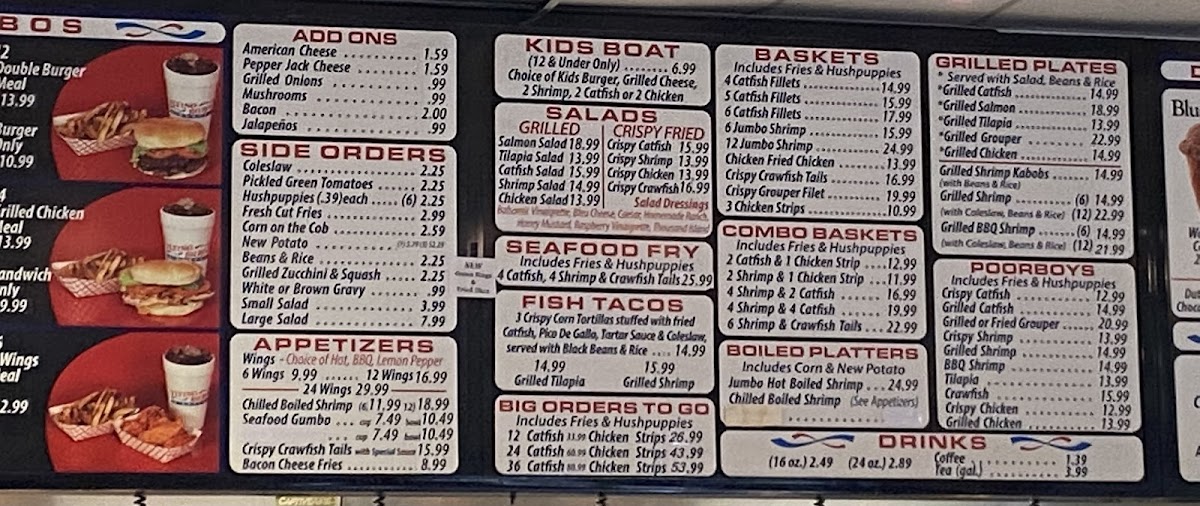 BOS
Double Burger
Meal
13.99
Burger
Only
10.99
Grilled Chicken
Meal
13.99
Sandwich
Only
9.99
Wings
Meal
2.99
ADD ONS
American Cheese ........ 1.59
Pepper Jack Cheese ...... 1.59
Grilled Onions ........ .99
Mushrooms ........ .99
Bacon ........ 2.00
Jalapeños ........ .99
SIDE ORDERS
Coleslaw ........ 2.25
Pickled Green Tomatoes .... 2.25
Hushpuppies (.39)each .... (6) 2.25
Fresh Cut Fries ........ 2.99
Corn on the Cob ........ 2.59
New Potato ........
Beans & Rice ........ 2.25
Grilled Zucchini & Squash .... 2.25
White or Brown Gravy .... .99
Small Salad ........ 3.99
Large Salad ........ 7.99
APPETIZERS
Wings - Choice of Hot, BBQ, Lemon Pepper
6 Wings 9.99 ...... 12 Wings 16.99
24 Wings 29.99
Chilled Boiled Shrimp (6) 11.99 (12) 18.99
Seafood Gumbo ... cup 7.49 bowl 10.49
... cup 7.49 bowl 10.49
Crispy Crawfish Tails with Special Sauce 15.99
Bacon Cheese Fries ........ 8.99
NEW
KIDS BOAT
(12 & Under Only) ........ 6.99
Choice of Kids Burger, Grilled Cheese,
2 Shrimp, 2 Catfish or 2 Chicken
SALADS
GRILLED
Salmon Salad 18.99
Tilapia Salad 13.99
Catfish Salad 15.99
Shrimp Salad 14.99
Chicken Salad 13.99
CRISPY FRIED
Crispy Catfish 15.99
Crispy Shrimp 13.99
Crispy Chicken 13.99
Crispy Crawfish 16.99
Salad Dressings
Balsamic Vinaigrette, Bleu Cheese, Caesar, Homemade Ranch,
Honey Mustard, Raspberry Vinaigrette, Thousand Island
SEAFOOD FRY
Includes Fries & Hushpuppies
4 Catfish, 4 Shrimp & Crawfish Tails 25.99
FISH TACOS
3 Crispy Corn Tortillas stuffed with fried
Catfish, Pico De Gallo, Tartar Sauce & Coleslaw,
served with Black Beans & Rice .... 14.99
14.99 15.99
Grilled Tilapia Grilled Shrimp
BIG ORDERS TO GO
Includes Fries & Hushpuppies
12 Catfish Chicken Strips 26.99
24 Catfish Chicken Strips 43.99
36 Catfish Chicken Strips 53.99
BASKETS
Includes Fries & Hushpuppies
4 Catfish Fillets ........ 14.99
5 Catfish Fillets ........ 15.99
6 Catfish Fillets ........ 17.99
6 Jumbo Shrimp ........ 15.99
12 Jumbo Shrimp ........ 24.99
Chicken Fried Chicken ........ 13.99
Crispy Crawfish Tails ........ 16.99
Crispy Grouper Filet ........ 19.99
3 Chicken Strips ........ 10.99
COMBO BASKETS
Includes Fries & Hushpuppies
2 Catfish & 1 Chicken Strip ... 12.99
2 Shrimp & 1 Chicken Strip ... 11.99
4 Shrimp & 2 Catfish ........ 16.99
4 Shrimp & 4 Catfish ........ 19.99
6 Shrimp & Crawfish Tails ... 22.99
BOILED PLATTERS
Includes Corn & New Potato
Jumbo Hot Boiled Shrimp ... 24.99
Chilled Boiled Shrimp (See Appetizers)
GRILLED PLATES
* Served with Salad, Beans & Rice
*Grilled Catfish ........ 14.99
*Grilled Salmon ........ 18.99
*Grilled Tilapia ........ 13.99
*Grilled Grouper ........ 22.99
*Grilled Chicken ........ 14.99
Grilled Shrimp Kabobs ........ 14.99
(with Beans & Rice)
Grilled Shrimp ........ (6) 14.99
(with Coleslaw, Beans & Rice) (12) 22.99
Grilled BBQ Shrimp ........ (6) 14.99
(with Coleslaw, Beans & Rice) (12) 21.99
POORBOYS
Includes Fries & Hushpuppies
Crispy Catfish ........ 12.99
Grilled Catfish ........ 14.99
Grilled or Fried Grouper ........ 20.99
Crispy Shrimp ........ 13.99
Grilled Shrimp ........ 14.99
BBQ Shrimp ........ 14.99
Tilapia ........ 13.99
Crawfish ........ 15.99
Crispy Chicken ........ 12.99
Grilled Chicken ........ 13.99
DRINKS
(16 oz.) 2.49 (24 oz.) 2.89
Coffee ........ 1.39
Tea (gal.) ........ 3.99